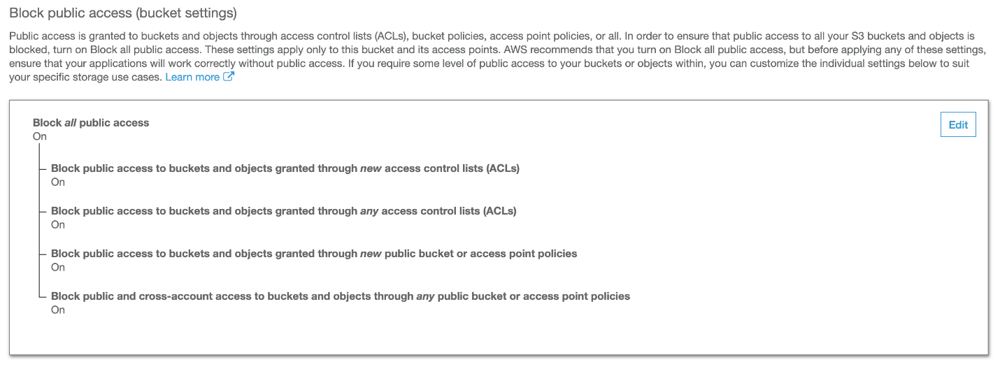 Block public access (bucket settings)
Public access is granted to buckets and objects through access control lists (ACLs), bucket policies, access point policies, or all. In order to ensure that public access to all your S3 buckets and objects is
blocked, turn on Block all public access. These settings apply only to this bucket and its access points. AWS recommends that you turn on Block all public access, but before applying any of these settings,
ensure that your applications will work correctly without public access. If you require some level of public access to your buckets or objects within, you can customize the individual settings below to suit
your specific storage use cases. Learn more
Block all public access
Edit
On
Block public access to buckets and objects granted through new access control lists (ACLs)
On
Block public access to buckets and objects granted through any access control lists (ACLs)
On
Block public access to buckets and objects granted through new public bucket or access point policies
On
Block public and cross-account access to buckets and objects through any public bucket or access point policies
On